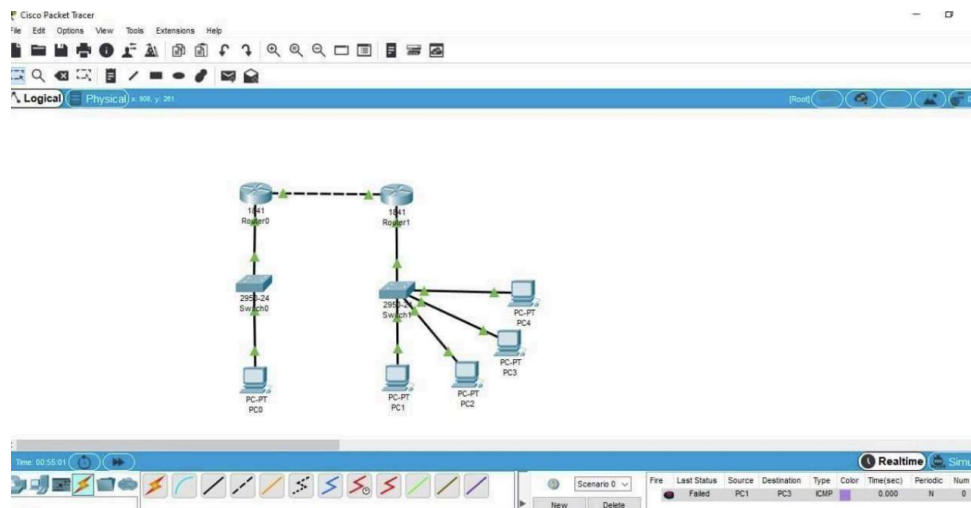 Cisco Packet Tracer
File Edit Options View Tools Extensions Help
Logical Physical x: 908, y: 261 [Root]
1841
Router0
1841
Router1
2950-24
Switch0
2950-24
Switch1
PC-PT
PC4
PC-PT
PC3
PC-PT
PC2
PC-PT
PC1
PC-PT
PC0
Time: 00:55:01
Realtime Simu
Scenario 0
New Delete
Fire Last Status Source Destination Type Color Time(sec) Periodic Num
Failed PC1 PC3 ICMP 0.000 N 0